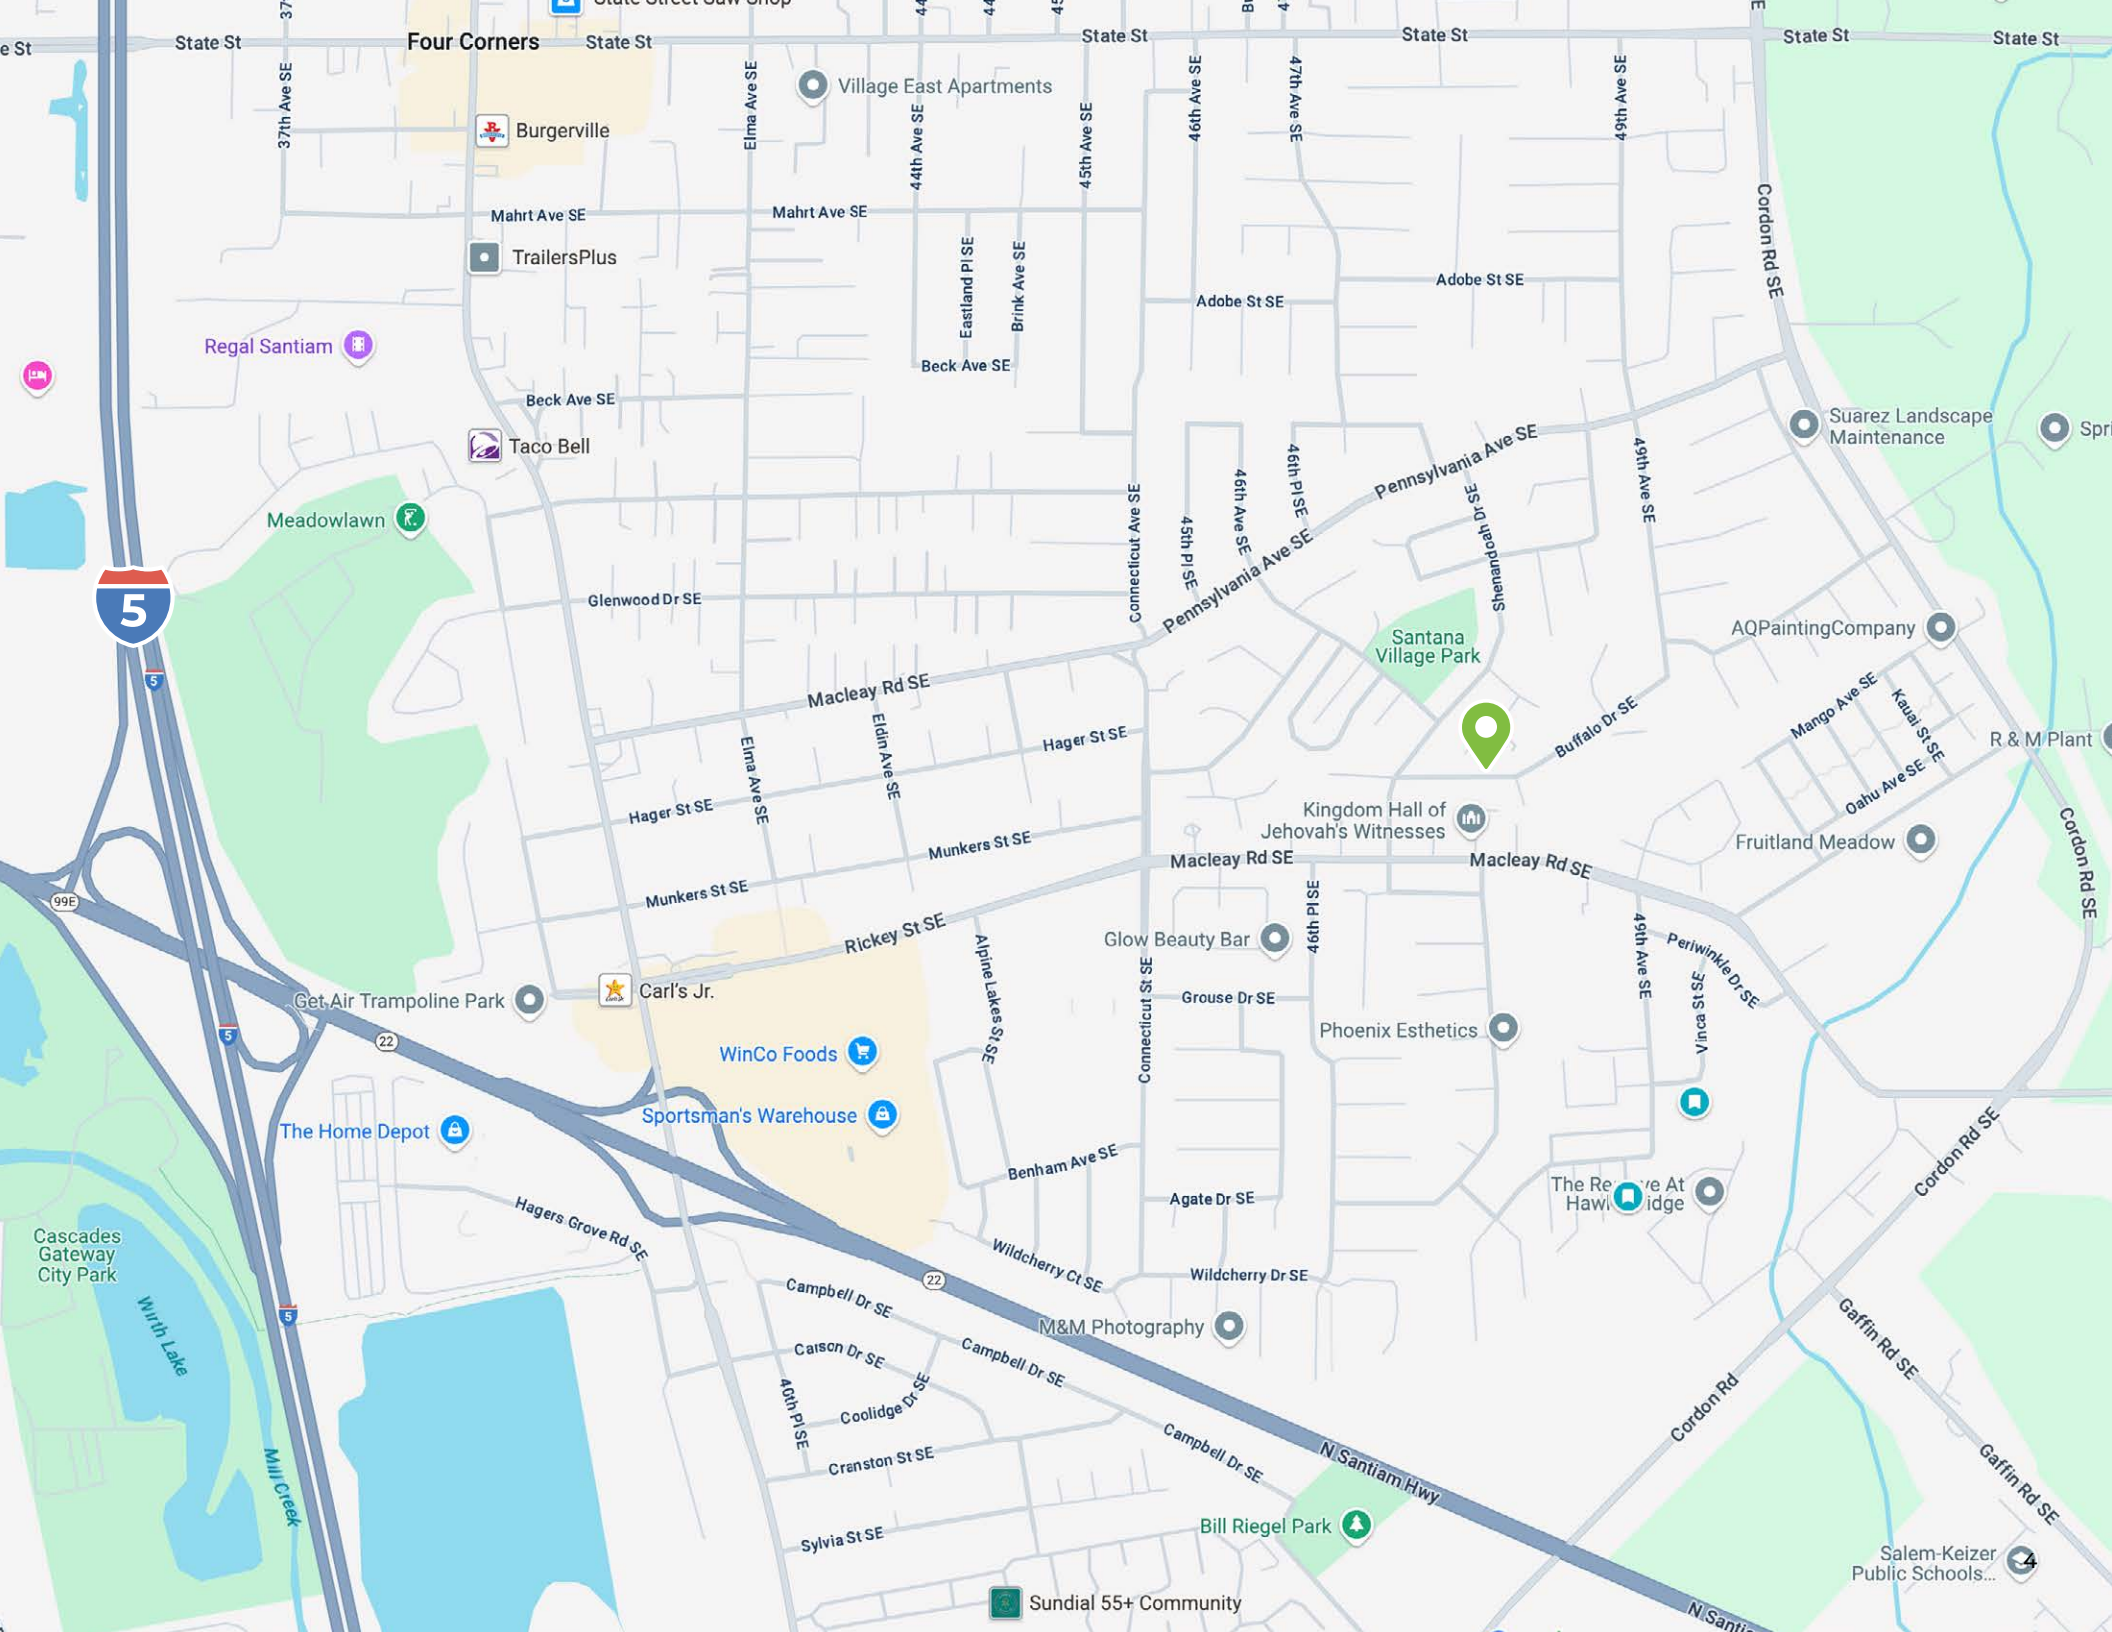 State St
State St
State St
State St
State St
State St
e St
Four Corners
37th Ave SE
Elma Ave SE
44th Ave SE
45th Ave SE
46th Ave SE
47th Ave SE
49th Ave SE
Cordon Rd SE
Village East Apartments
Burgerville
Mahrt Ave SE
Mahrt Ave SE
TrailersPlus
Eastland Pl SE
Brink Ave SE
Adobe St SE
Adobe St SE
Regal Santiam
Beck Ave SE
Beck Ave SE
Taco Bell
Suarez Landscape
Maintenance
Spri
Pennsylvania Ave SE
Pennsylvania Ave SE
Meadowlawn
Connecticut Ave SE
45th Pl SE
46th Ave SE
46th Pl SE
Shenandoah Dr SE
49th Ave SE
5
5
Glenwood Dr SE
Santana
Village Park
AQPaintingCompany
Macleay Rd SE
Elma Ave SE
Eldin Ave SE
Hager St SE
Hager St SE
Buffalo Dr SE
Mango Ave SE
Kauai St SE
Oahu Ave SE
R & M Plant
Kingdom Hall of
Jehovah's Witnesses
Fruitland Meadow
Munkers St SE
Munkers St SE
Macleay Rd SE
Macleay Rd SE
Cordon Rd SE
99E
Rickey St SE
Alpine Lakes St SE
Glow Beauty Bar
46th Pl SE
49th Ave SE
Periwinkle Dr SE
Vinca St SE
Get Air Trampoline Park
Carl's Jr.
Grouse Dr SE
Connecticut St SE
Phoenix Esthetics
5
22
WinCo Foods
Sportsman's Warehouse
The Home Depot
Benham Ave SE
Agate Dr SE
The Re ve At
Hawk idge
Cordon Rd SE
Hagers Grove Rd SE
Cascades
Gateway
City Park
Wirth Lake
Mill Creek
5
22
Wildcherry Ct SE
Wildcherry Dr SE
Campbell Dr SE
Campbell Dr SE
Campbell Dr SE
M&M Photography
Carson Dr SE
40th Pl SE
Coolidge Dr SE
Cranston St SE
Sylvia St SE
Gaffin Rd SE
Gaffin Rd SE
Cordon Rd
N Santiam Hwy
Bill Riegel Park
Salem-Keizer
Public Schools...
4
Sundial 55+ Community
N Santi